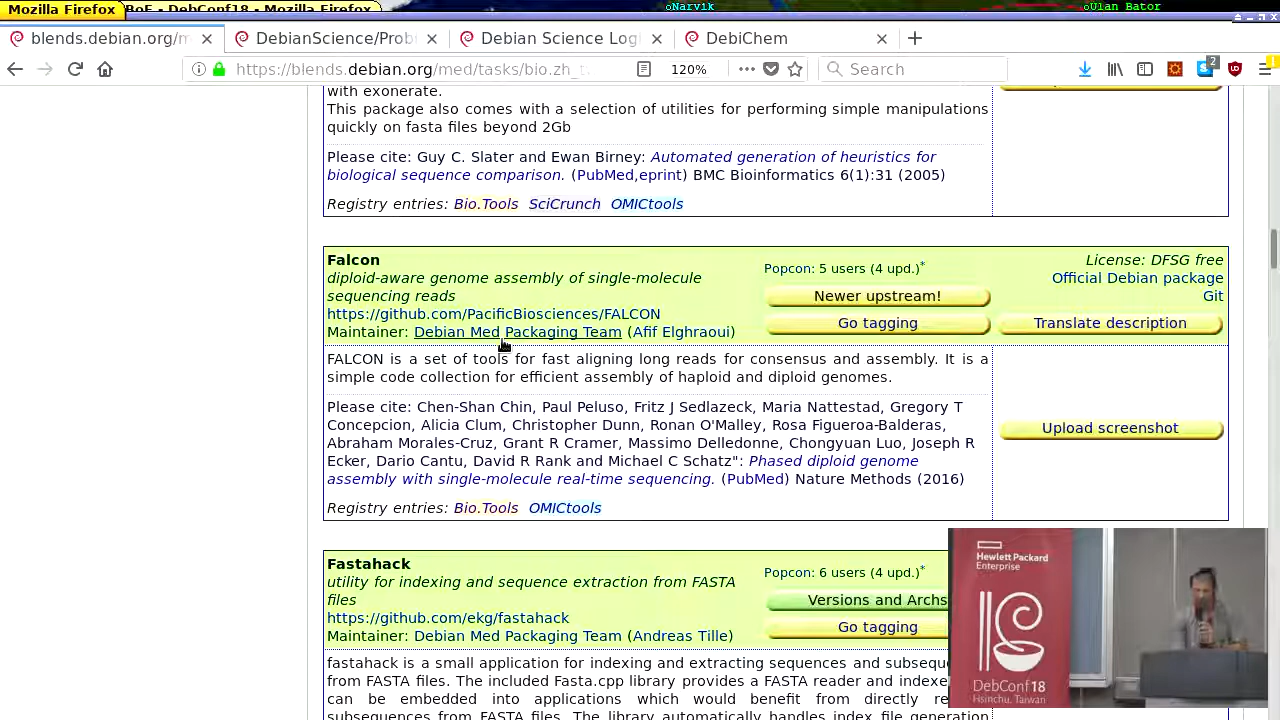 Mozilla Firefox
BoF - DebConf18 - Mozilla Firefox
Narvik
Ulan Bator
blends.debian.org/m
DebianScience/Prob
Debian Science Log
DebiChem
https://blends.debian.org/med/tasks/bio.zh_t
120%
Search
2
with exonerate.
This package also comes with a selection of utilities for performing simple manipulations
quickly on fasta files beyond 2Gb
Please cite: Guy C. Slater and Ewan Birney: Automated generation of heuristics for
biological sequence comparison. (PubMed,eprint) BMC Bioinformatics 6(1):31 (2005)
Registry entries: Bio.Tools SciCrunch OMICtools
Falcon
diploid-aware genome assembly of single-molecule
sequencing reads
https://github.com/PacificBiosciences/FALCON
Maintainer: Debian Med Packaging Team (Afif Elghraoui)
Popcon: 5 users (4 upd.)*
Newer upstream!
Go tagging
License: DFSG free
Official Debian package
Git
Translate description
FALCON is a set of tools for fast aligning long reads for consensus and assembly. It is a
simple code collection for efficient assembly of haploid and diploid genomes.
Please cite: Chen-Shan Chin, Paul Peluso, Fritz J Sedlazeck, Maria Nattestad, Gregory T
Concepcion, Alicia Clum, Christopher Dunn, Ronan O'Malley, Rosa Figueroa-Balderas,
Abraham Morales-Cruz, Grant R Cramer, Massimo Delledonne, Chongyuan Luo, Joseph R
Ecker, Dario Cantu, David R Rank and Michael C Schatz": Phased diploid genome
assembly with single-molecule real-time sequencing. (PubMed) Nature Methods (2016)
Registry entries: Bio.Tools OMICtools
Upload screenshot
Fastahack
utility for indexing and sequence extraction from FASTA
files
https://github.com/ekg/fastahack
Maintainer: Debian Med Packaging Team (Andreas Tille)
Popcon: 6 users (4 upd.)*
Versions and Archs
Go tagging
fastahack is a small application for indexing and extracting sequences and subseque
from FASTA files. The included Fasta.cpp library provides a FASTA reader and indexe
can be embedded into applications which would benefit from directly re
subsequences from FASTA files. The library automatically handles index file generation
Hewlett Packard
Enterprise
DebConf18
Hsinchu, Taiwan